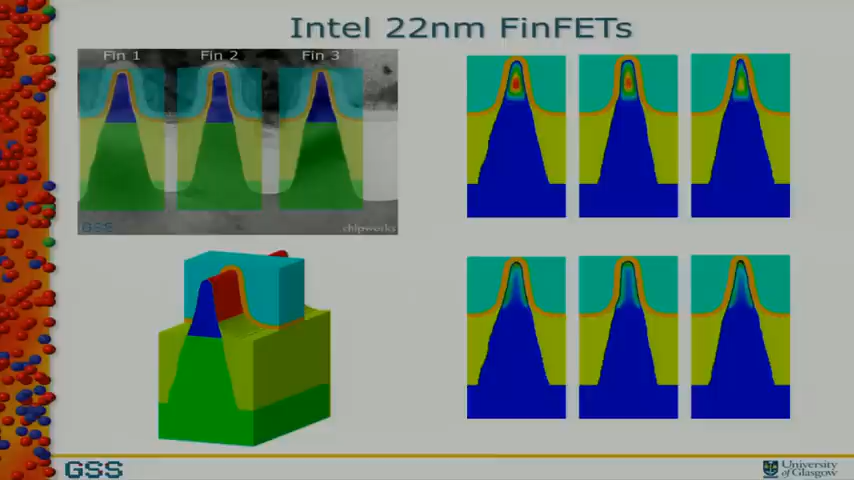 Intel 22nm FinFETs
Fin 1 Fin 2 Fin 3
GSS
chipworks
GSS
University
of Glasgow